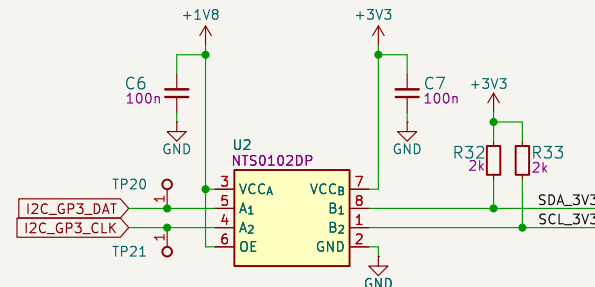 +1V8
+3V3
C6
100n
C7
100n
+3V3
GND
GND
U2
NTS0102DP
R32
2k
R33
2k
TP20
1
3
VCCA
VCCB
7
I2C_GP3_DAT
5
A1
B1
8
SDA_3V3
I2C_GP3_CLK
4
A2
B2
1
SCL_3V3
1
6
OE
GND
2
TP21
GND